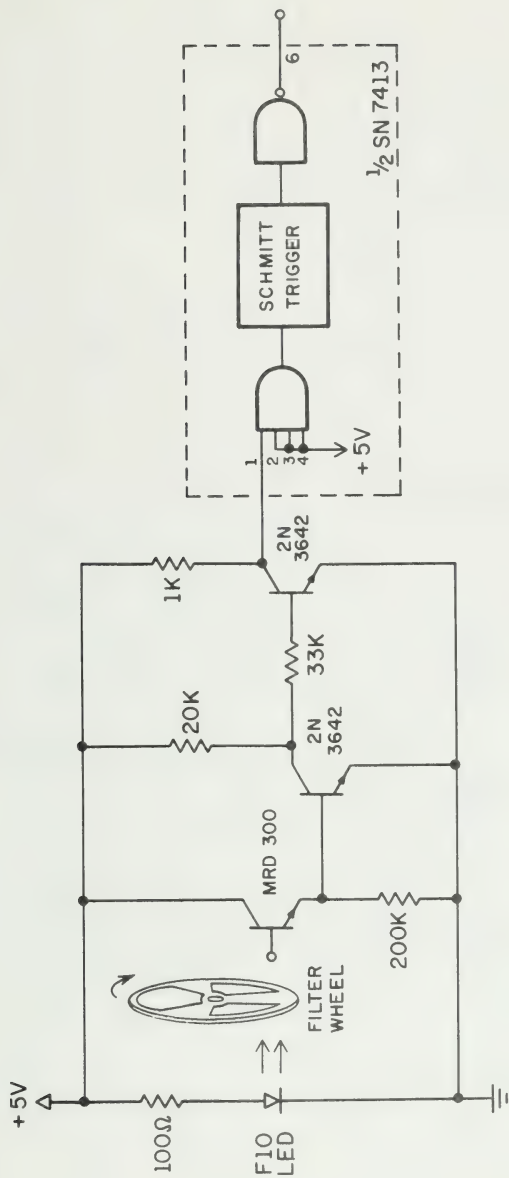 +5V
100Ω
F10
LED
FILTER
WHEEL
MRD 300
200K
20K
2N
3642
33K
1K
2N
3642
1
2
3
4
+5V
SCHMITT
TRIGGER
6
½ SN 7413